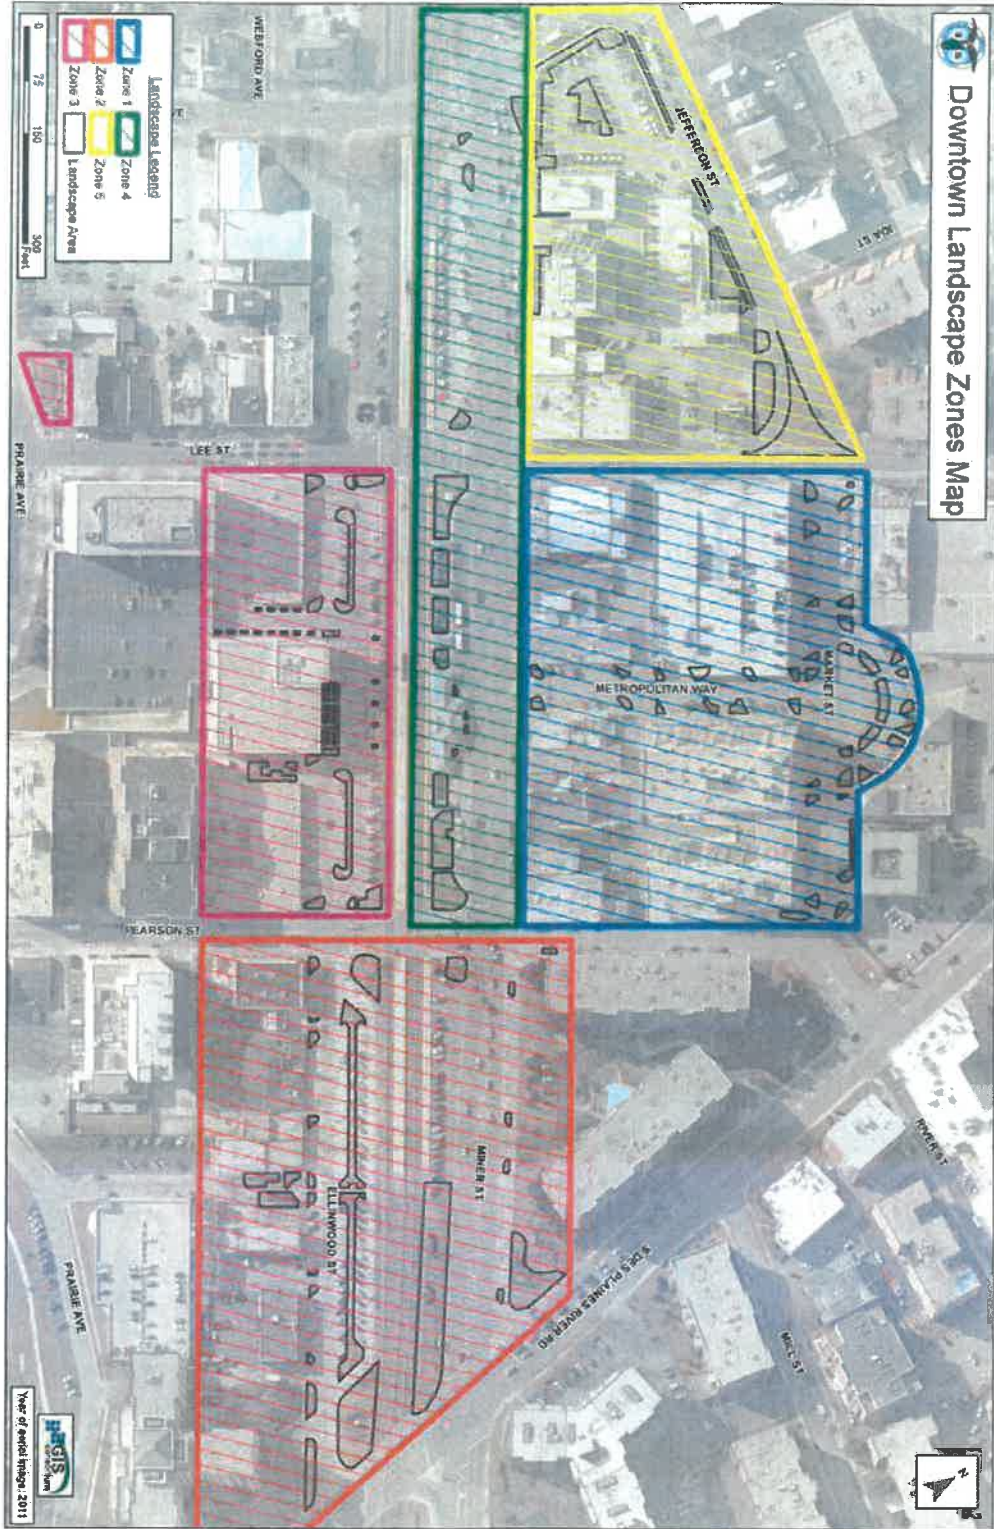 Downtown Landscape Zones Map
N
IDA ST
JEFFERSON ST
WEBFORD AVE
LEE ST
PRAIRIE AVE
MARKET ST
METROPOLITAN WAY
PEARSON ST
MINER ST
ELLINWOOD ST
S DES PLAINES RIVER RD
RIVER ST
MILL ST
PRAIRIE AVE
Landscape Legend
Zone 1
Zone 4
Zone 2
Zone 5
Zone 3
Landscape Area
0 75 150 300
Feet
GIS
consortium
Year of aerial image: 2011